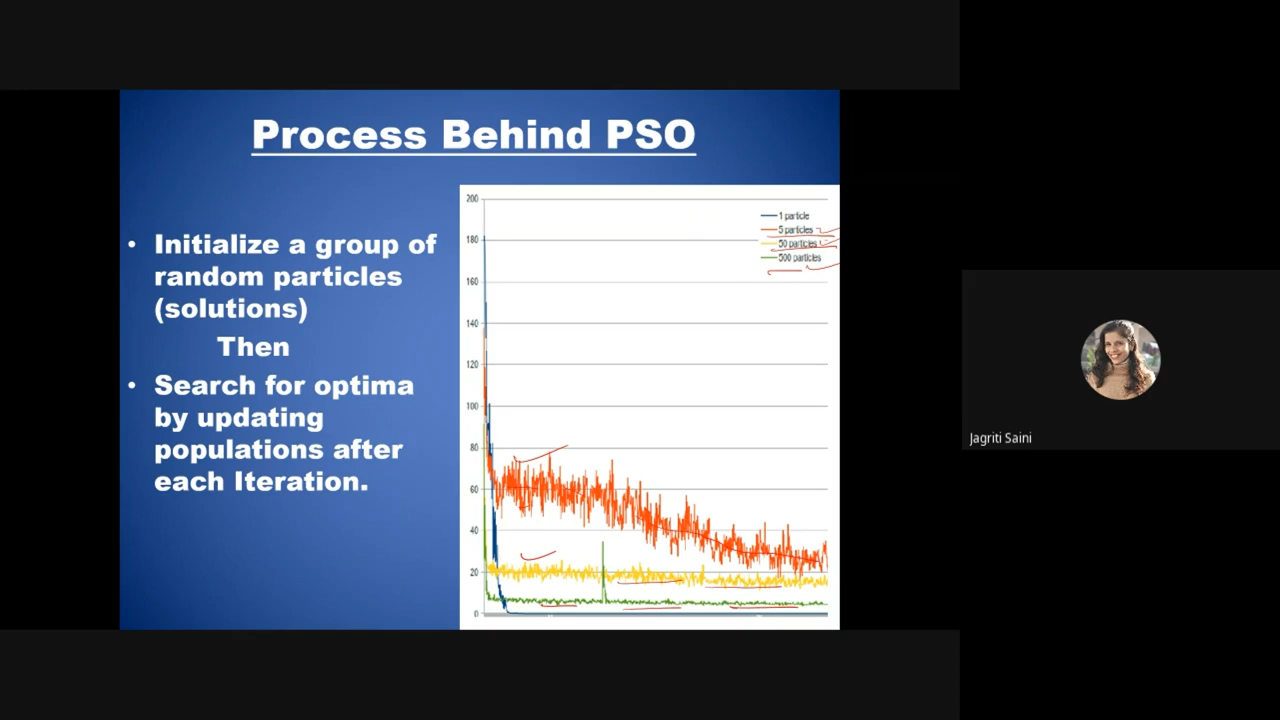 Process Behind PSO
• Initialize a group of
random particles
(solutions)
Then
• Search for optima
by updating
populations after
each Iteration.
200
180
160
140
120
100
80
60
40
20
0
1 particle
5 particles
50 particles
500 particles
Jagriti Saini